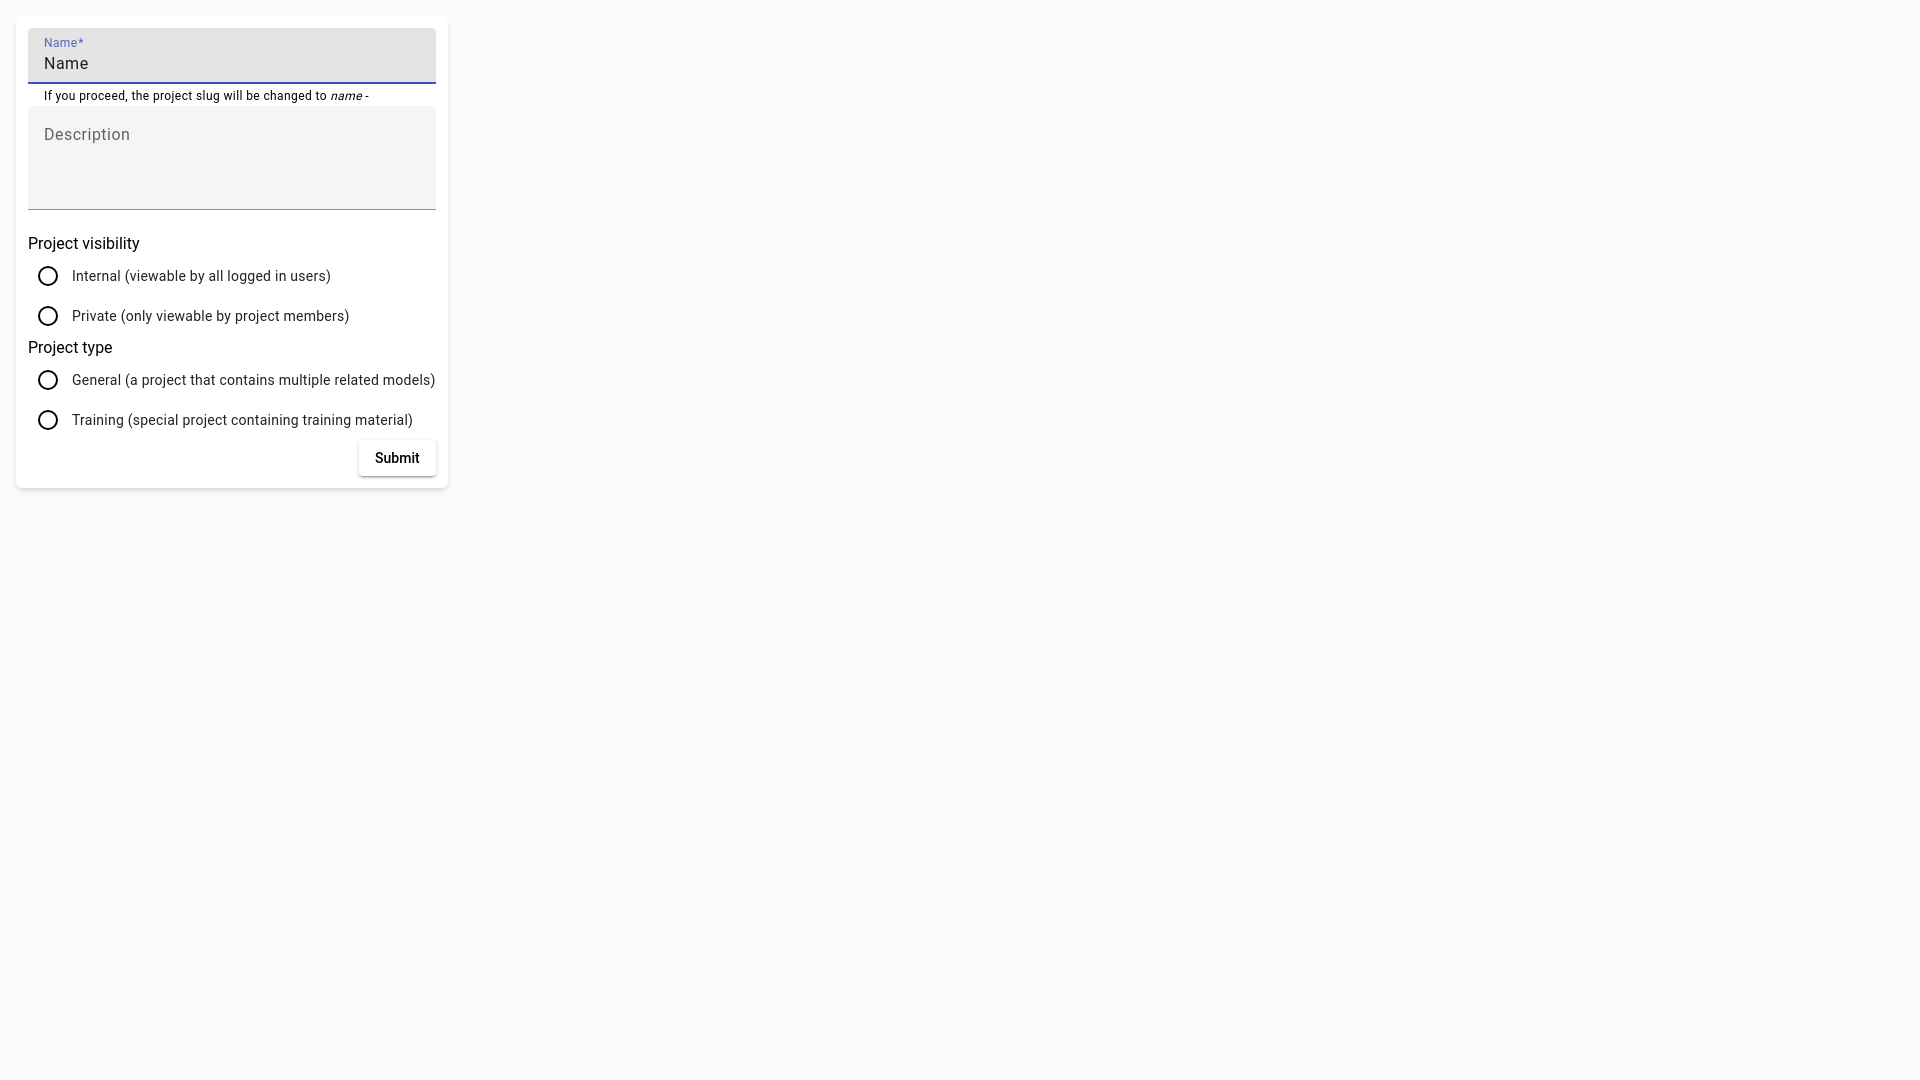 Name*
Name
If you proceed, the project slug will be changed to name -
Description
Project visibility
Internal (viewable by all logged in users)
Private (only viewable by project members)
Project type
General (a project that contains multiple related models)
Training (special project containing training material)
Submit